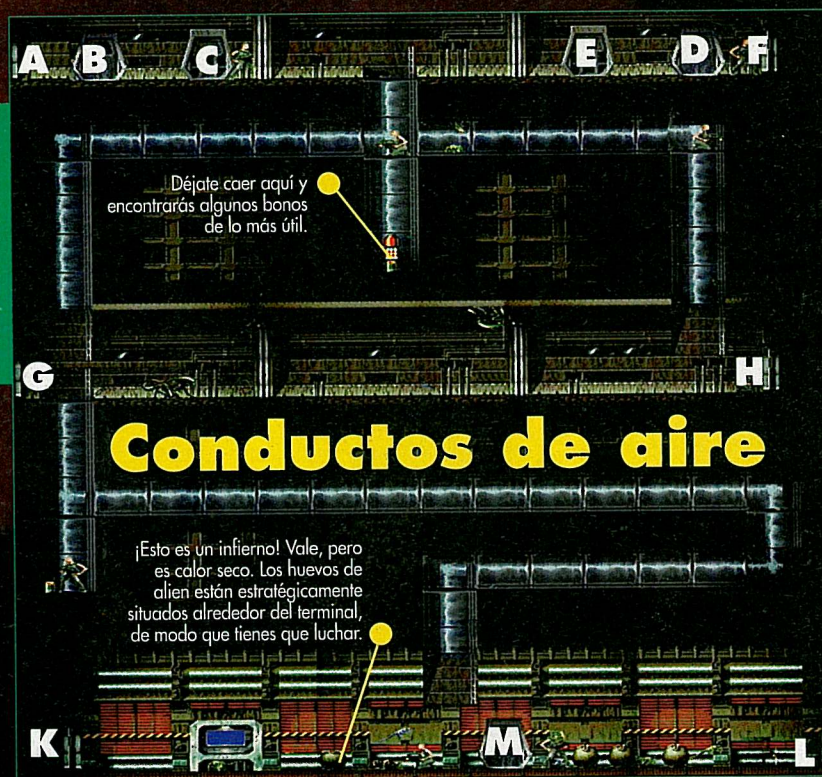 A B C E D F
Déjate caer aquí y
encontrarás algunos bonos
de lo más útil.
G H
Conductos de aire
¡Esto es un infierno! Vale, pero
es calor seco. Los huevos de
alien están estratégicamente
situados alrededor del terminal,
de modo que tienes que luchar.
K M L